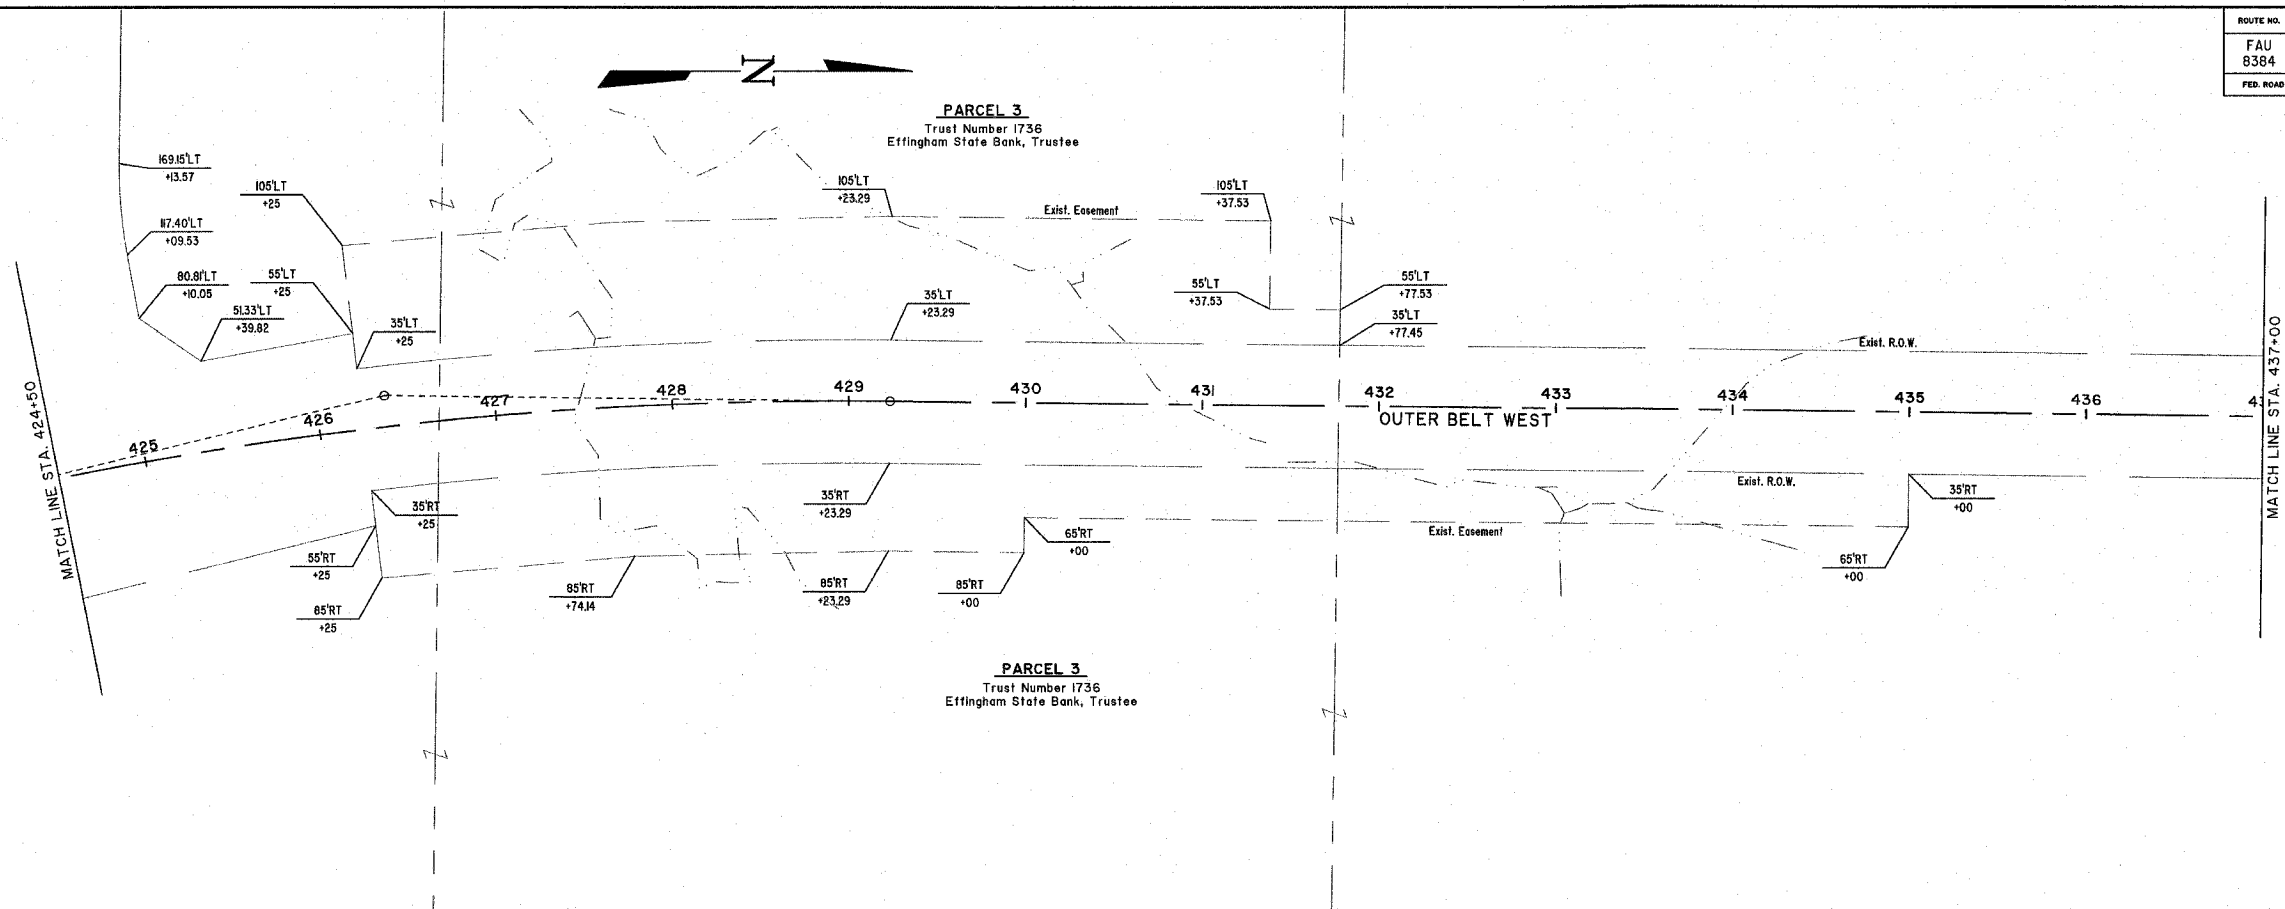 ROUTE NO.
FAU
8384
FED. ROAD
N
PARCEL 3
Trust Number 1736
Effingham State Bank, Trustee
169.15'LT
+13.57
105'LT
+25
117.40'LT
+09.53
80.81'LT
+10.05
55'LT
+25
51.33'LT
+39.82
35'LT
+25
105'LT
+23.29
Exist. Easement
105'LT
+37.53
35'LT
+23.29
55'LT
+37.53
55'LT
+77.53
35'LT
+77.45
Exist. R.O.W.
MATCH LINE STA. 424+50
425
426
427
428
429
430
431
432
433
434
435
436
OUTER BELT WEST
MATCH LINE STA. 437+00
35'RT
+25
55'RT
+25
85'RT
+25
85'RT
+74.14
35'RT
+23.29
85'RT
+23.29
85'RT
+00
65'RT
+00
Exist. Easement
Exist. R.O.W.
35'RT
+00
65'RT
+00
PARCEL 3
Trust Number 1736
Effingham State Bank, Trustee